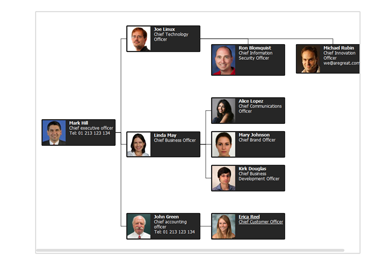 Joe Linux
Chief Technology
Officer
Ron Blomquist
Chief Information
Security Officer
Michael Rubin
Chief Innovation
Officer
we@aregreat.com
Alice Lopez
Chief Communications
Officer
Mark Hill
Chief executive officer
Tel: 01 213 123 134
Linda May
Chief Business Officer
Mary Johnson
Chief Brand Officer
Kirk Douglas
Chief Business
Development Officer
John Green
Chief accounting
officer
Tel: 01 213 123 134
Erica Reel
Chief Customer Officer